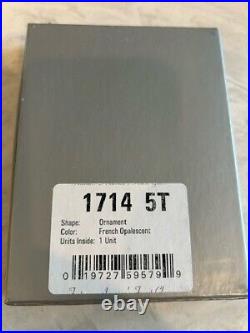 1714 5T
Shape: Ornament
Color: French Opalescent
Units Inside: 1 Unit
0 19727 59579 9